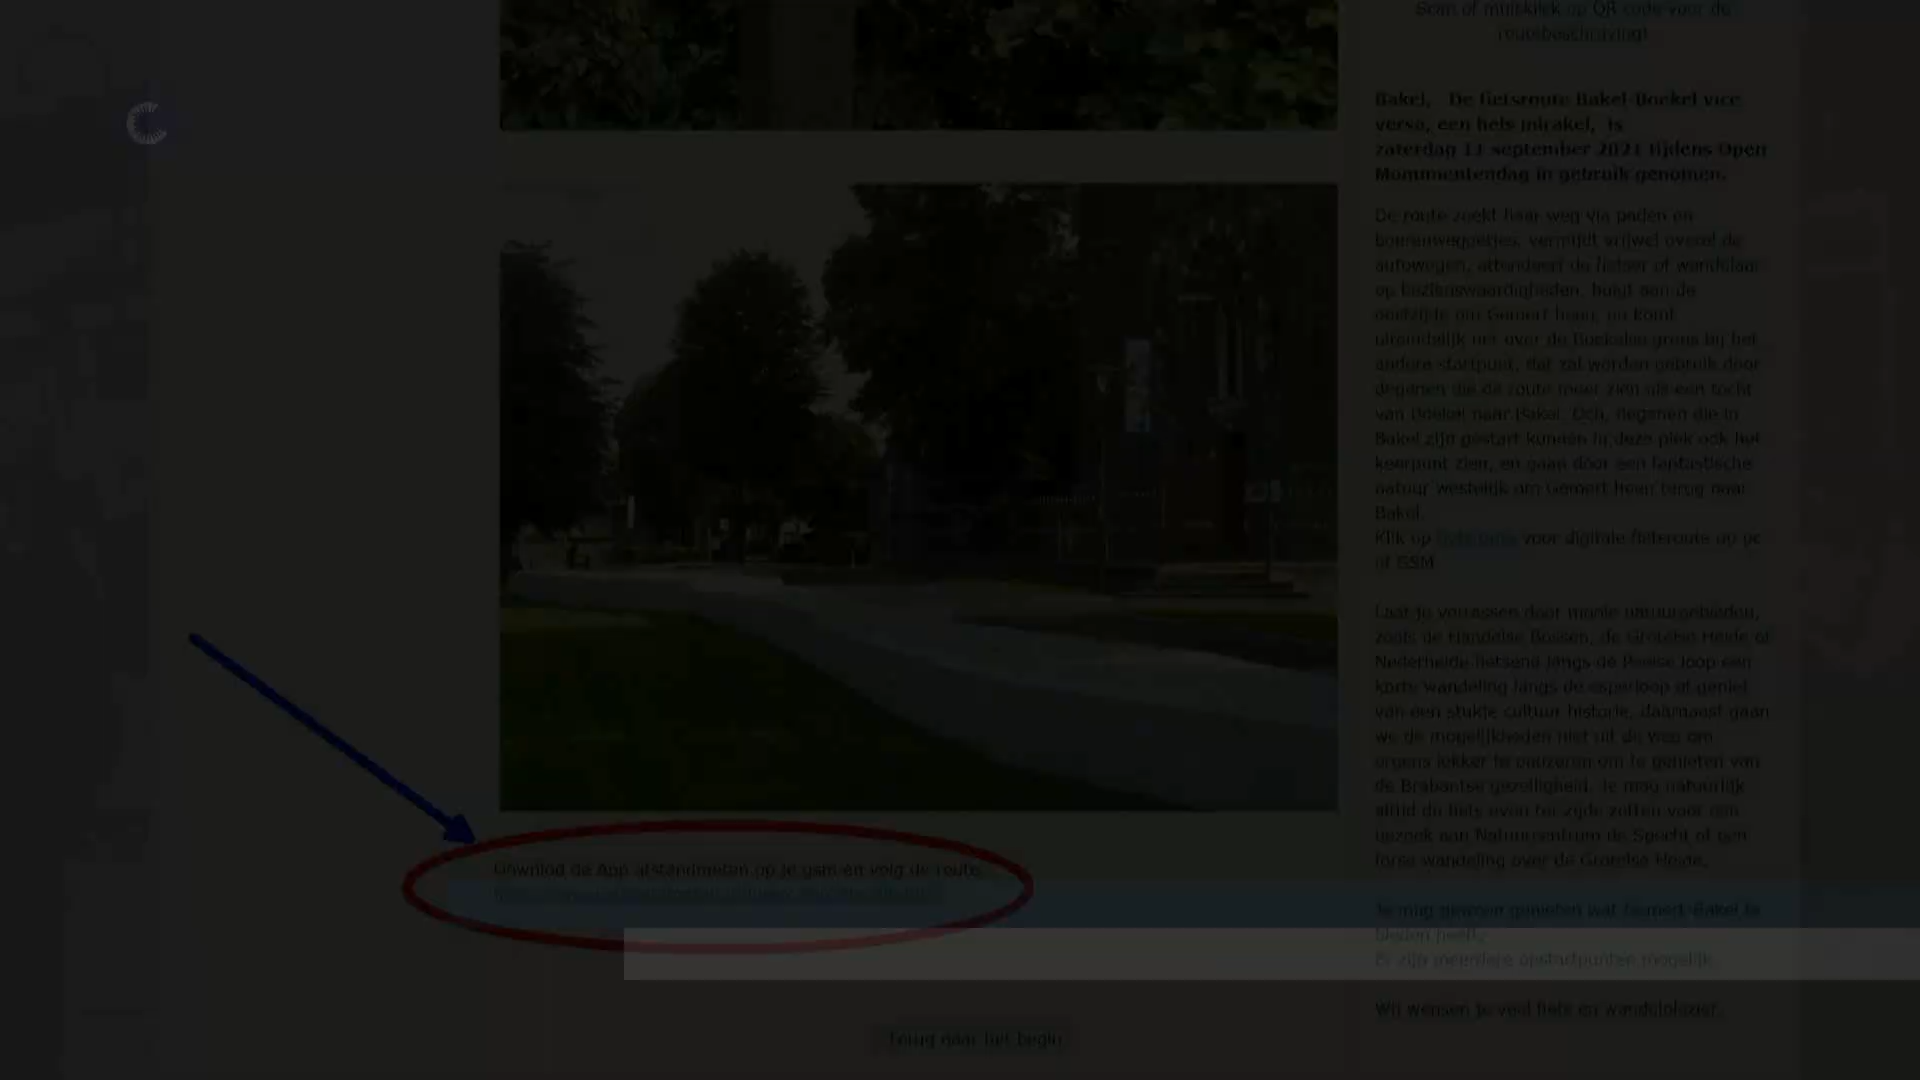 Scan of muisklick op QR code voor de
routebeschrijving!
Bakel, De fietsroute Bakel-Boekel vice
versa, een fiets mirakel, is
zaterdag 11 september 2021 tijdens Open
Monumentendag in gebruik genomen.
De route zoekt haar weg via paden en
boerenweggetjes, vermijdt vrijwel overal de
autowegen, attendeert de fietser of wandelaar
op bezienswaardigheden, buigt aan de
oostzijde om Gemert heen, en komt
uiteindelijk net over de Boekelse grens bij het
andere startpunt, dat zal worden gebruik door
degenen die de route meer zien als een tocht
van Boekel naar Bakel. Och, degenen die in
Bakel zijn gestart kunnen in deze plek ook het
keerpunt zien, en gaan door een fantastische
natuur westelijk om Gemert heen terug naar
Bakel.
Klik op voor digitale fietsroute op pc
of GSM
Laat je verrassen door mooie natuurgebieden,
zoals de Handelse Bossen, de Grotelse Heide of
Nederheide fietsend langs de Peelse loop een
korte wandeling langs de esperloop of geniet
van een stukje cultuur historie, daarnaast gaan
we de mogelijkheden niet uit de weg om
ergens lekker te pauzeren om te genieten van
de Brabantse gezelligheid. Je mag natuurlijk
altijd de fiets even ter zijde zetten voor een
bezoek aan Natuurcentrum de Specht of een
forse wandeling over de Grotelse Heide.
Je mag gewoon genieten wat Gemert-Bakel te
bieden heeft.
Er zijn meerdere opstartpunten mogelijk.
Wij wensen je veel fiets en wandelplezier.
Downlod de App afstandmeten op je gsm en volg de route
Terug naar het begin